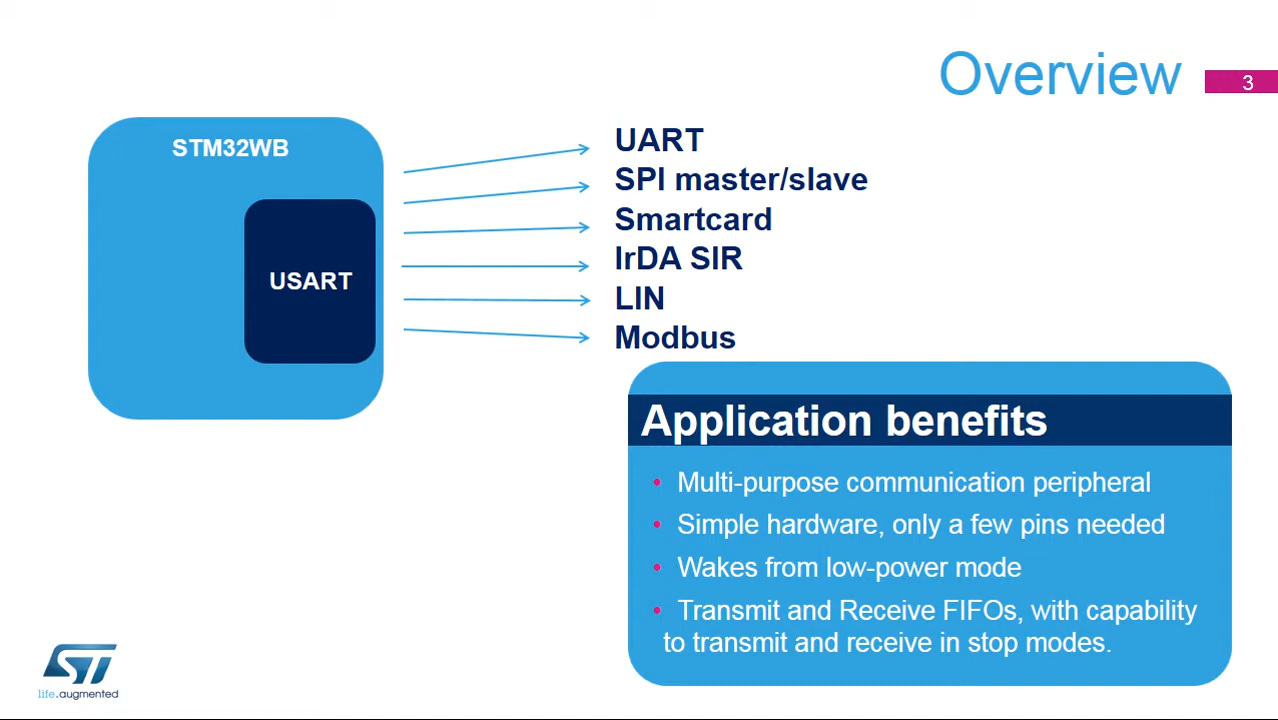 Overview
3
STM32WB
USART
UART
SPI master/slave
Smartcard
IrDA SIR
LIN
Modbus
Application benefits
• Multi-purpose communication peripheral
• Simple hardware, only a few pins needed
• Wakes from low-power mode
• Transmit and Receive FIFOs, with capability
to transmit and receive in stop modes.
ST
life.augmented